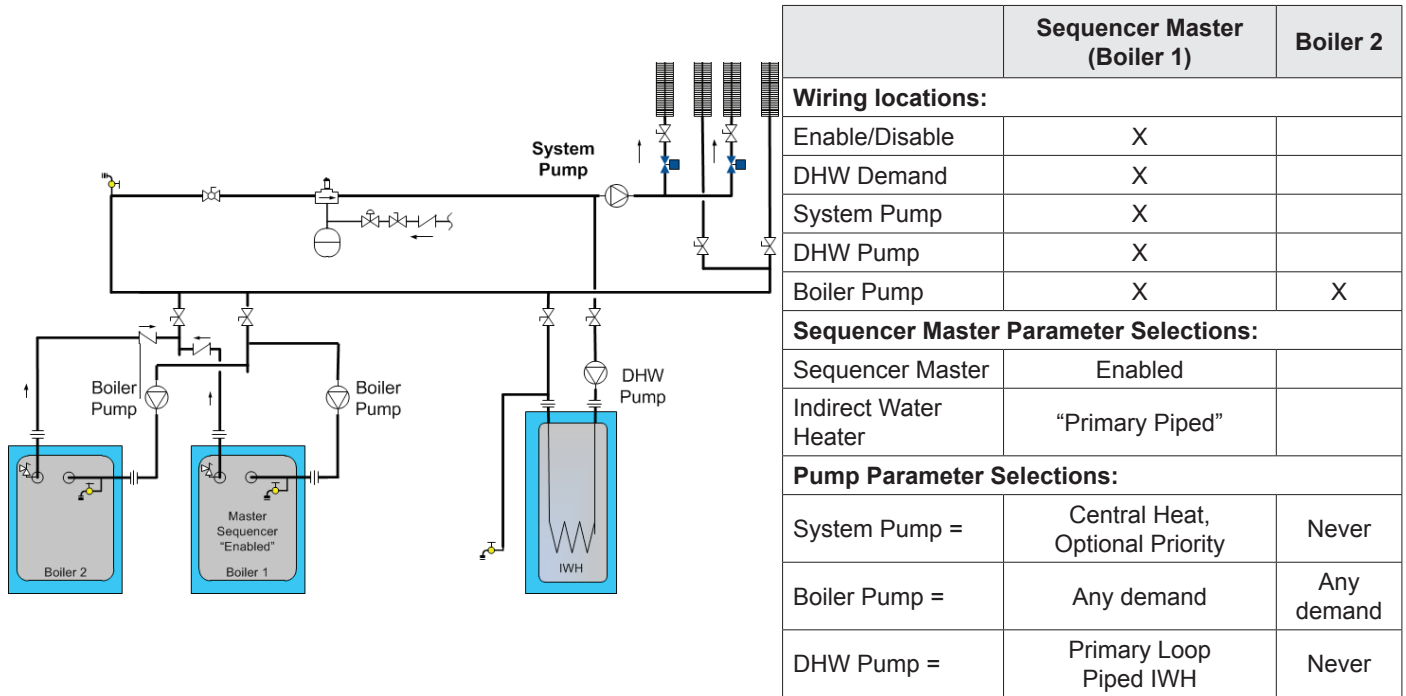 System
Pump
Boiler
Pump
Boiler
Pump
DHW
Pump
Master
Sequencer
"Enabled"
Boiler 2
Boiler 1
IWH
Sequencer Master
(Boiler 1)
Boiler 2
Wiring locations:
Enable/Disable X
DHW Demand X
System Pump X
DHW Pump X
Boiler Pump X X
Sequencer Master Parameter Selections:
Sequencer Master Enabled
Indirect Water
Heater
“Primary Piped”
Pump Parameter Selections:
System Pump =
Central Heat,
Optional Priority
Never
Boiler Pump =
Any demand
Any
demand
DHW Pump =
Primary Loop
Piped IWH
Never